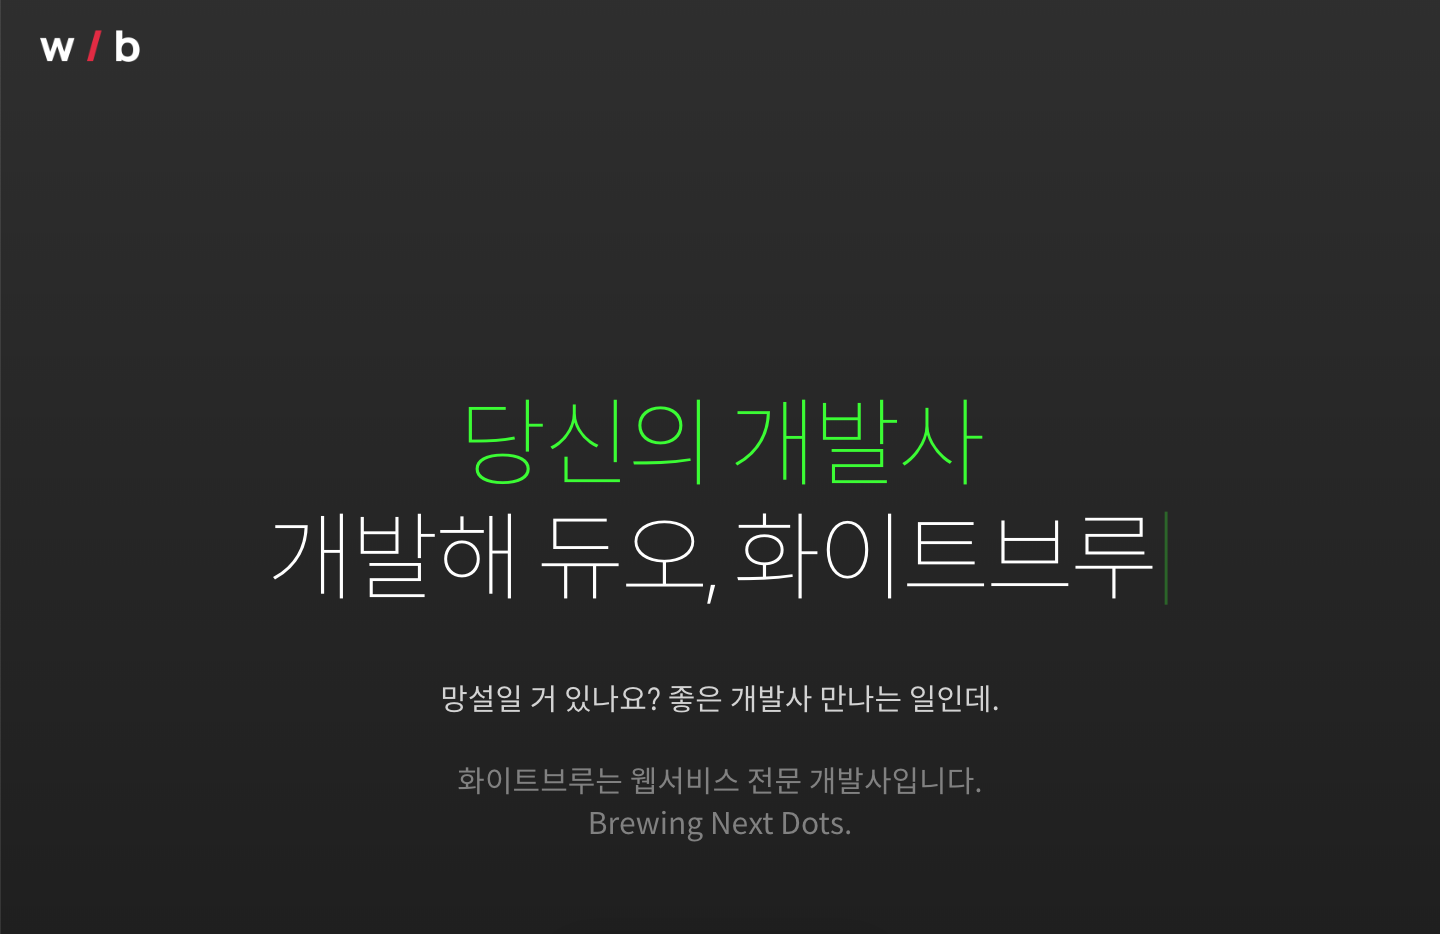 w / b
당신의 개발사
개발해 듀오, 화이트브루
망설일 거 있나요? 좋은 개발사 만나는 일인데.
화이트브루는 웹서비스 전문 개발사입니다.
Brewing Next Dots.